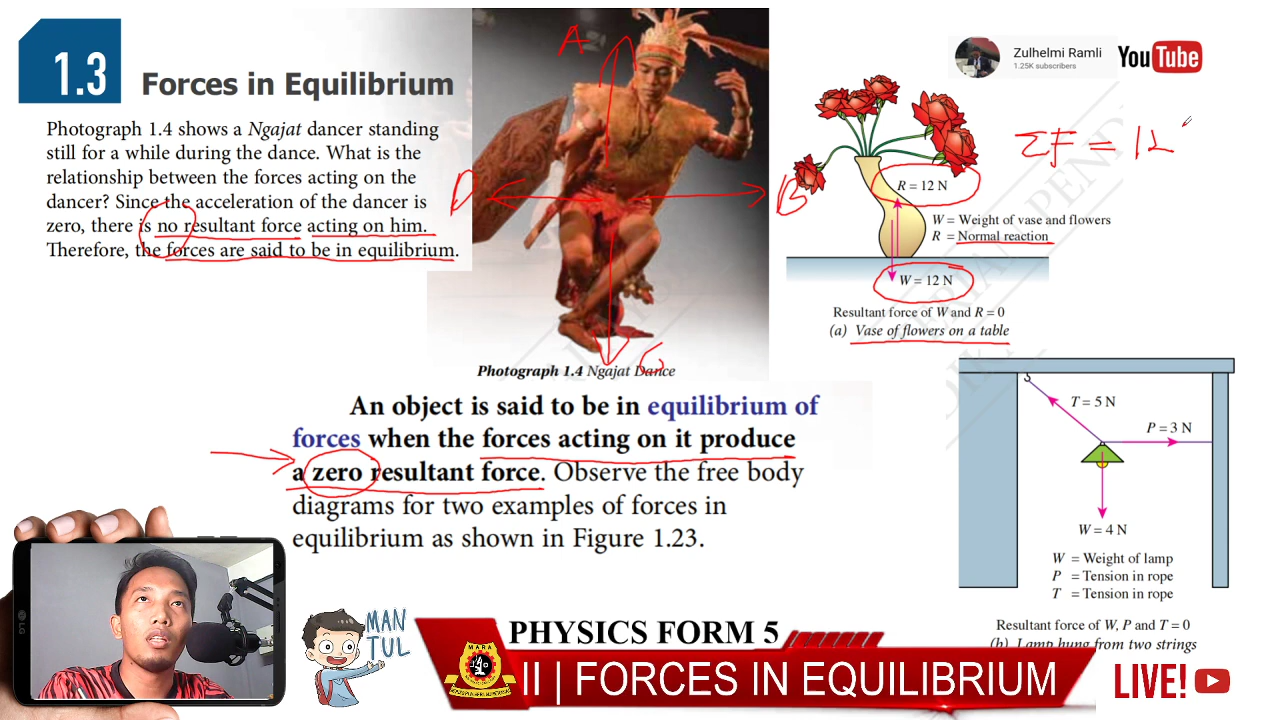 1.3
Forces in Equilibrium
Photograph 1.4 shows a Ngajat dancer standing
still for a while during the dance. What is the
relationship between the forces acting on the
dancer? Since the acceleration of the dancer is
zero, there is no resultant force acting on him.
Therefore, the forces are said to be in equilibrium.
A
B
C
D
Photograph 1.4 Ngajat Dance
An object is said to be in equilibrium of
forces when the forces acting on it produce
a zero resultant force. Observe the free body
diagrams for two examples of forces in
equilibrium as shown in Figure 1.23.
Zulhelmi Ramli
1.25K subscribers
YouTube
ΣF = 12
R = 12 N
W = Weight of vase and flowers
R = Normal reaction
W = 12 N
Resultant force of W and R = 0
(a) Vase of flowers on a table
T = 5 N
P = 3 N
W = 4 N
W = Weight of lamp
P = Tension in rope
T = Tension in rope
Resultant force of W, P and T = 0
(b) Lamp hung from two strings
LG
MAN
TUL
PHYSICS FORM 5
MARA
II | FORCES IN EQUILIBRIUM
LIVE!